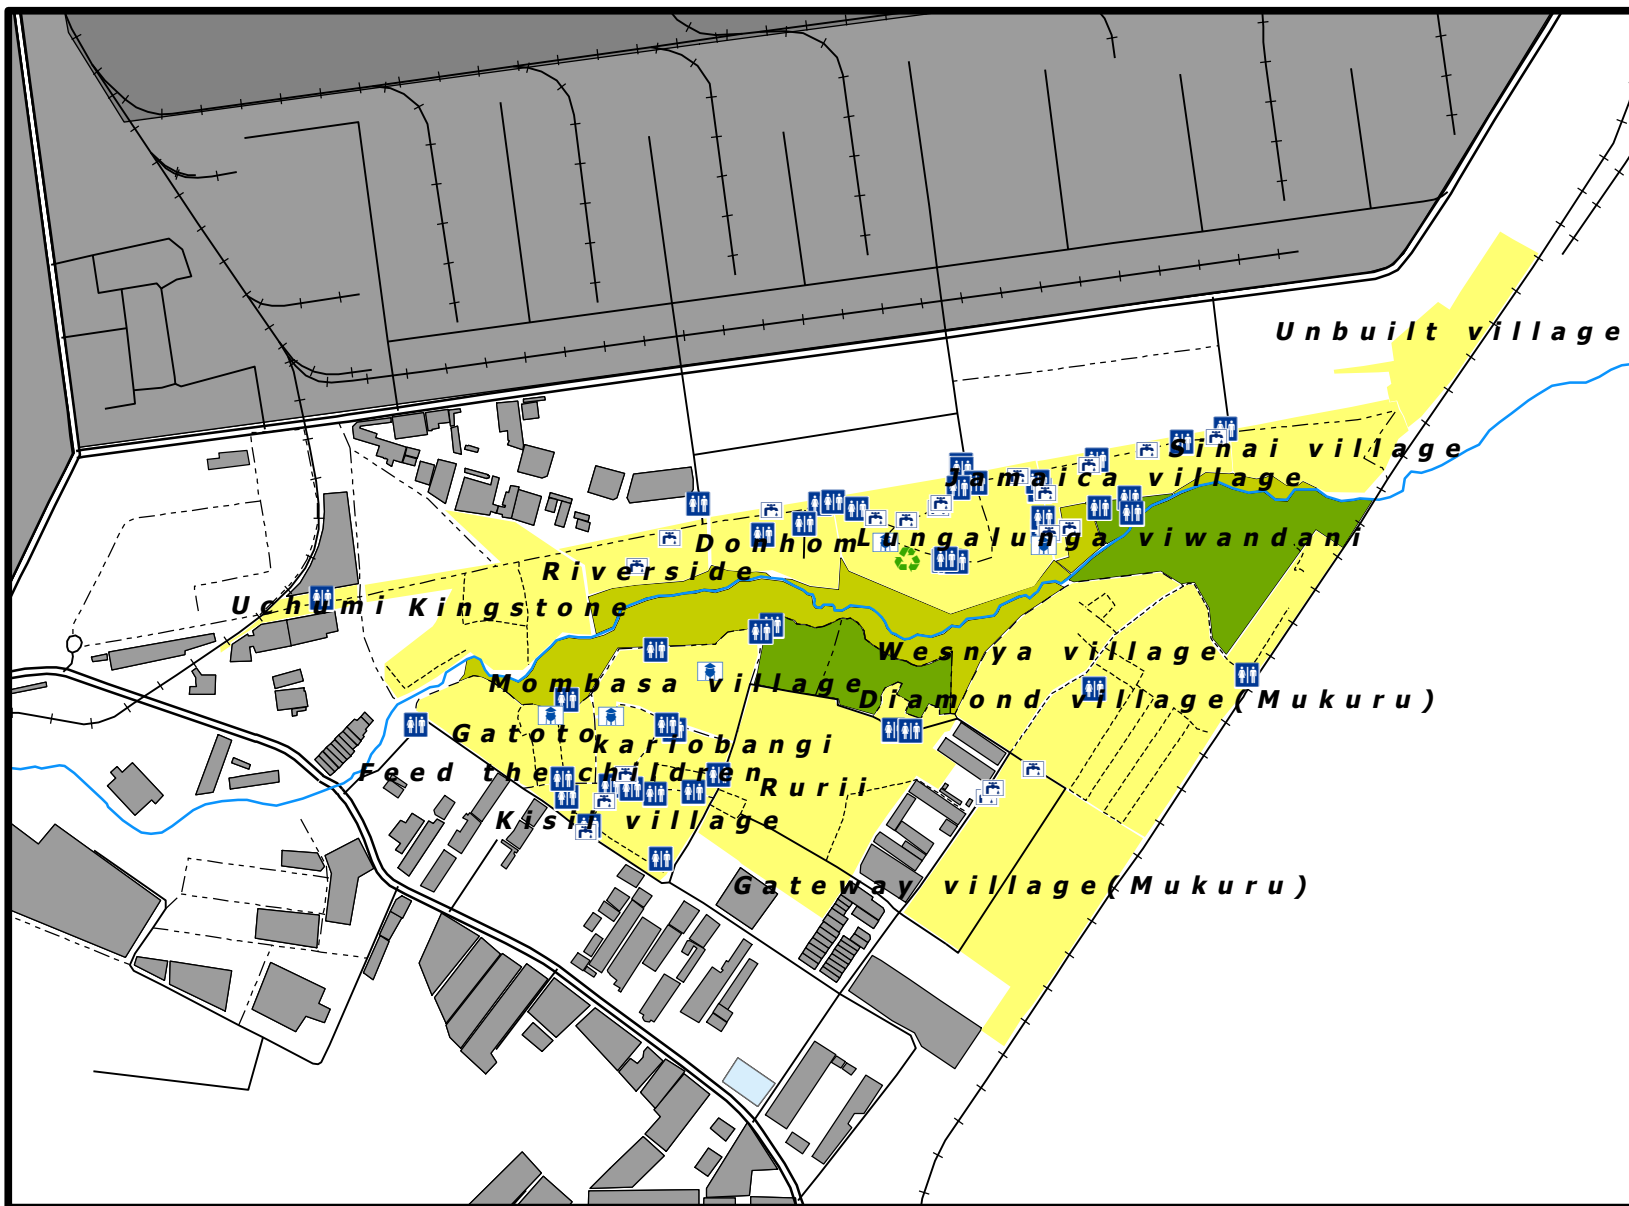 Unbuilt village
Sinai village
Jamaica village
Lungalunga viwandani
Donhom
Riverside
Uchumi
Kingstone
Wesnya village
Mombasa village
Diamond village(Mukuru)
Gatoto
kariobangi
Feed the children
Rurii
Kisii village
Gateway village(Mukuru)